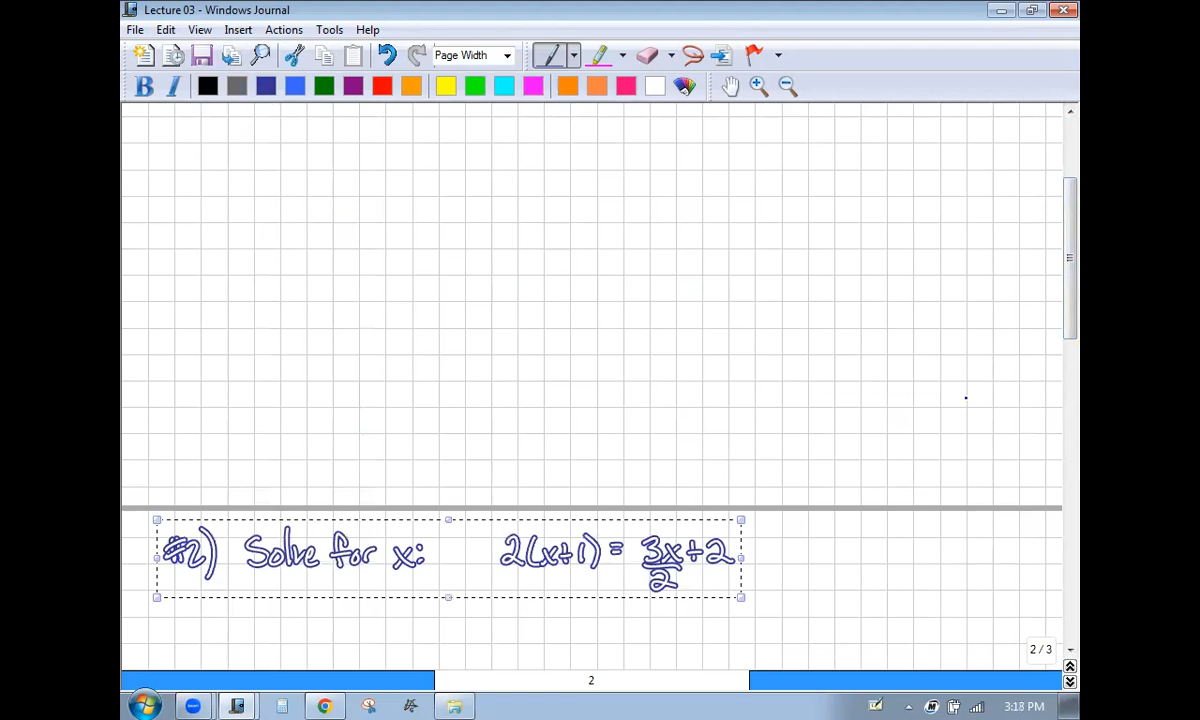 Lecture 03 - Windows Journal
File Edit View Insert Actions Tools Help
Page Width
B I
#2) Solve for x: 2(x+1) = 3x/2 + 2
2 / 3
2
3:18 PM